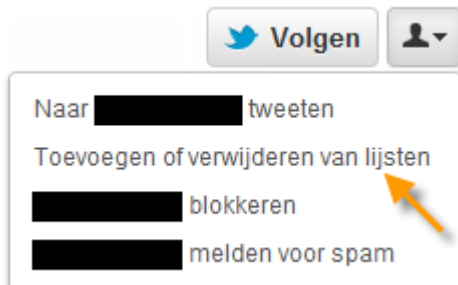 Volgen
Naar tweeten
Toevoegen of verwijderen van lijsten
blokkeren
melden voor spam